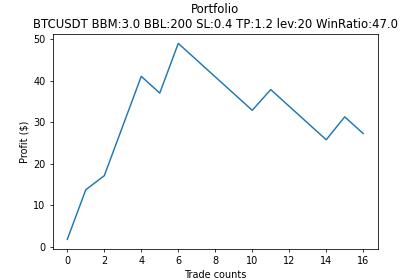 Portfolio
BTCUSDT BBM:3.0 BBL:200 SL:0.4 TP:1.2 lev:20 WinRatio:47.0
50
40
30
20
10
0
Profit ($)
0 2 4 6 8 10 12 14 16
Trade counts